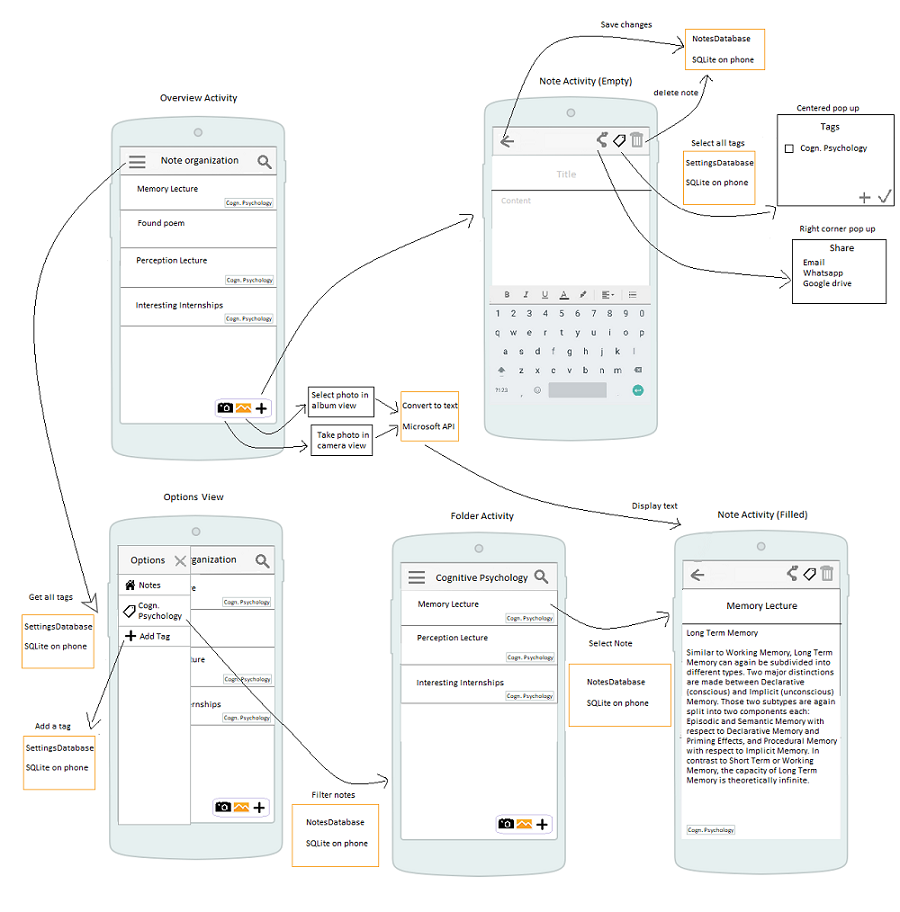 Save changes
NotesDatabase
SQLite on phone
Note Activity (Empty)
delete note
Overview Activity
Centered pop up
Tags
Cogn. Psychology
Select all tags
SettingsDatabase
SQLite on phone
Note organization
Title
Content
Memory Lecture
Cogn. Psychology
Found poem
Perception Lecture
Cogn. Psychology
Interesting Internships
Cogn. Psychology
Right corner pop up
Share
Email
Whatsapp
Google drive
B I U A
1 2 3 4 5 6 7 8 9 0
q w e r t y u i o p
a s d f g h j k l
z x c v b n m
?123 ,
Select photo in
album view
Take photo in
camera view
Convert to text
Microsoft API
Display text
Options View
Options
rganization
Notes
e
Cogn.
Psychology
Cogn. Psychology
Add Tag
ture
Cogn. Psychology
rnships
Cogn. Psychology
Get all tags
SettingsDatabase
SQLite on phone
Add a tag
SettingsDatabase
SQLite on phone
Filter notes
NotesDatabase
SQLite on phone
Folder Activity
Cognitive Psychology
Memory Lecture
Cogn. Psychology
Perception Lecture
Cogn. Psychology
Interesting Internships
Cogn. Psychology
Select Note
NotesDatabase
SQLite on phone
Note Activity (Filled)
Memory Lecture
Long Term Memory
Similar to Working Memory, Long Term
Memory can again be subdivided into
different types. Two major distinctions
are made between Declarative
(conscious) and Implicit (unconscious)
Memory. Those two subtypes are again
split into two components each:
Episodic and Semantic Memory with
respect to Declarative Memory and
Priming Effects, and Procedural Memory
with respect to Implicit Memory. In
contrast to Short Term or Working
Memory, the capacity of Long Term
Memory is theoretically infinite.
Cogn. Psychology